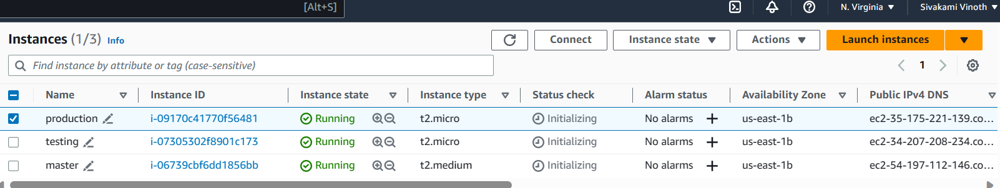 [Alt+S] N. Virginia Sivakami Vinoth
Instances (1/3) Info Connect Instance state Actions Launch instances
Find instance by attribute or tag (case-sensitive) 1
Name Instance ID Instance state Instance type Status check Alarm status Availability Zone Public IPv4 DNS
production i-09170c41770f56481 Running t2.micro Initializing No alarms us-east-1b ec2-35-175-221-139.co...
testing i-07305302f8901c173 Running t2.micro Initializing No alarms us-east-1b ec2-34-207-208-234.co...
master i-06739cbf6dd1856bb Running t2.medium Initializing No alarms us-east-1b ec2-54-197-112-146.co...